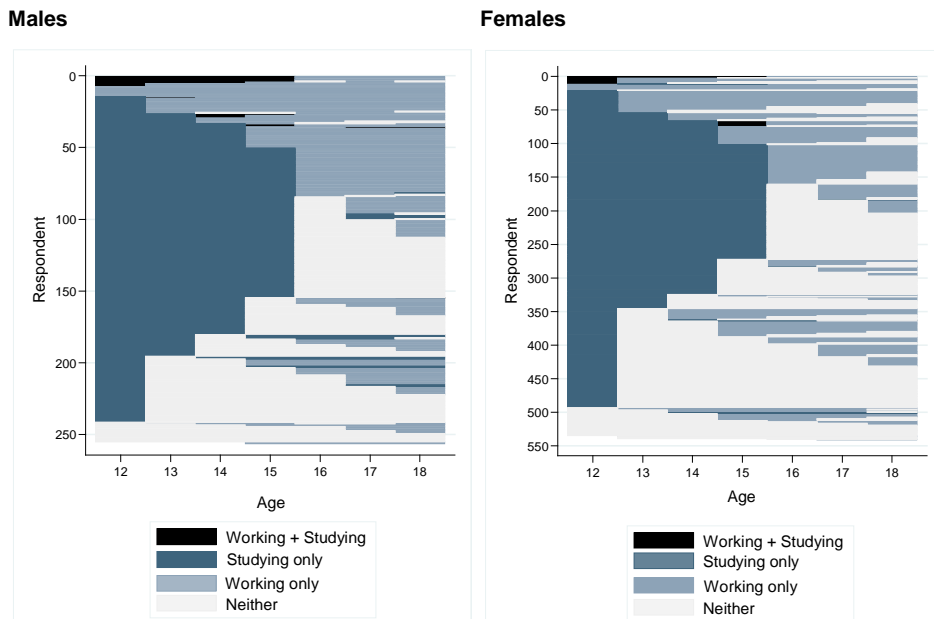 Males
Females
0
50
100
150
200
250
Respondent
12 13 14 15 16 17 18
Age
Working + Studying
Studying only
Working only
Neither
0
50
100
150
200
250
300
350
400
450
500
550
Respondent
12 13 14 15 16 17 18
Age
Working + Studying
Studying only
Working only
Neither